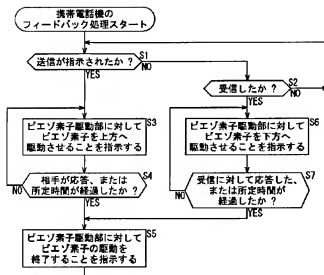 携帯電話機の
フィードバック処理スタート
送信が指示されたか?
S1
NO
YES
受信したか?
S2
NO
YES
ピエゾ素子駆動部に対して
ピエゾ素子を上方へ
駆動させることを指示する
S3
ピエゾ素子駆動部に対して
ピエゾ素子を下方へ
駆動させることを指示する
S6
相手が応答、または
所定時間が
経過したか?
S4
NO
YES
受信に対して応答した、
または所定時間が
経過したか?
S7
NO
YES
ピエゾ素子駆動部に対して
ピエゾ素子の駆動を
終了することを指示する
S5